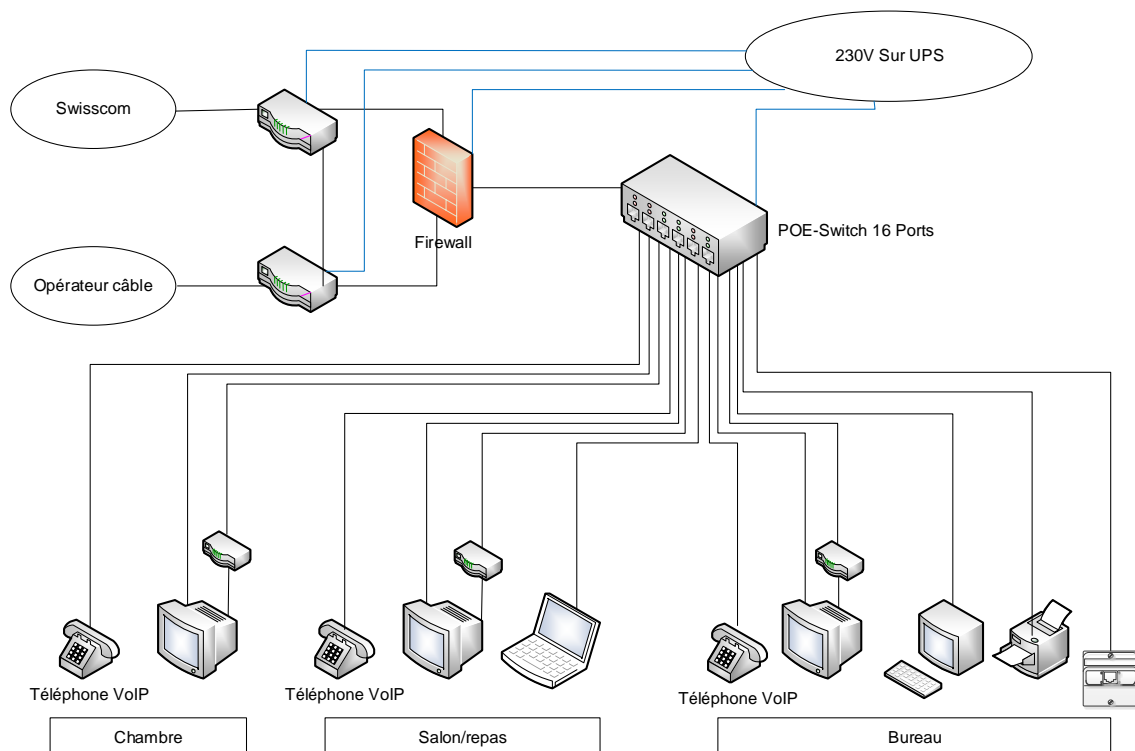 230V Sur UPS
Swisscom
POE-Switch 16 Ports
Firewall
Opérateur câble
Téléphone VoIP
Téléphone VoIP
Téléphone VoIP
Chambre
Salon/repas
Bureau